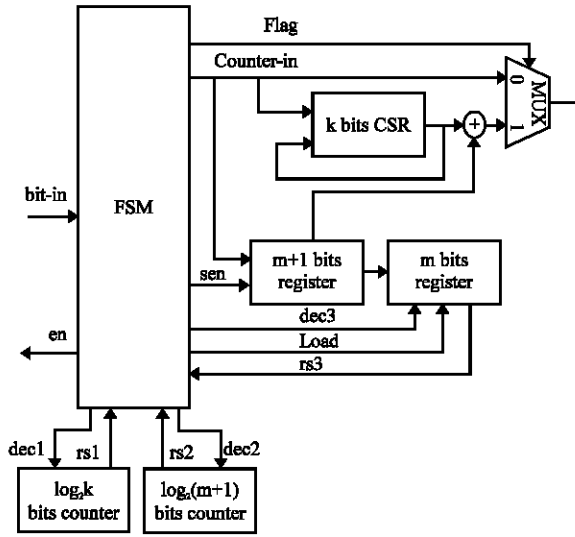 Flag
Counter-in
0
MUX
1
k bits CSR
+
bit-in
FSM
m+1 bits
register
m bits
register
sen
dec3
Load
rs3
en
dec1
rs1
rs2
dec2
log₂k
bits counter
log₂(m+1)
bits counter